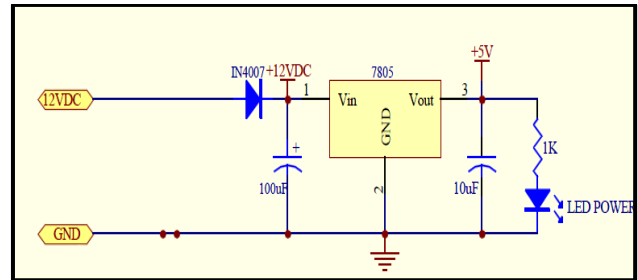 IN4007 +12VDC 7805 +5V
12VDC 1 Vin Vout 3
GND
1K
100uF 2 10uF
LED POWER
GND